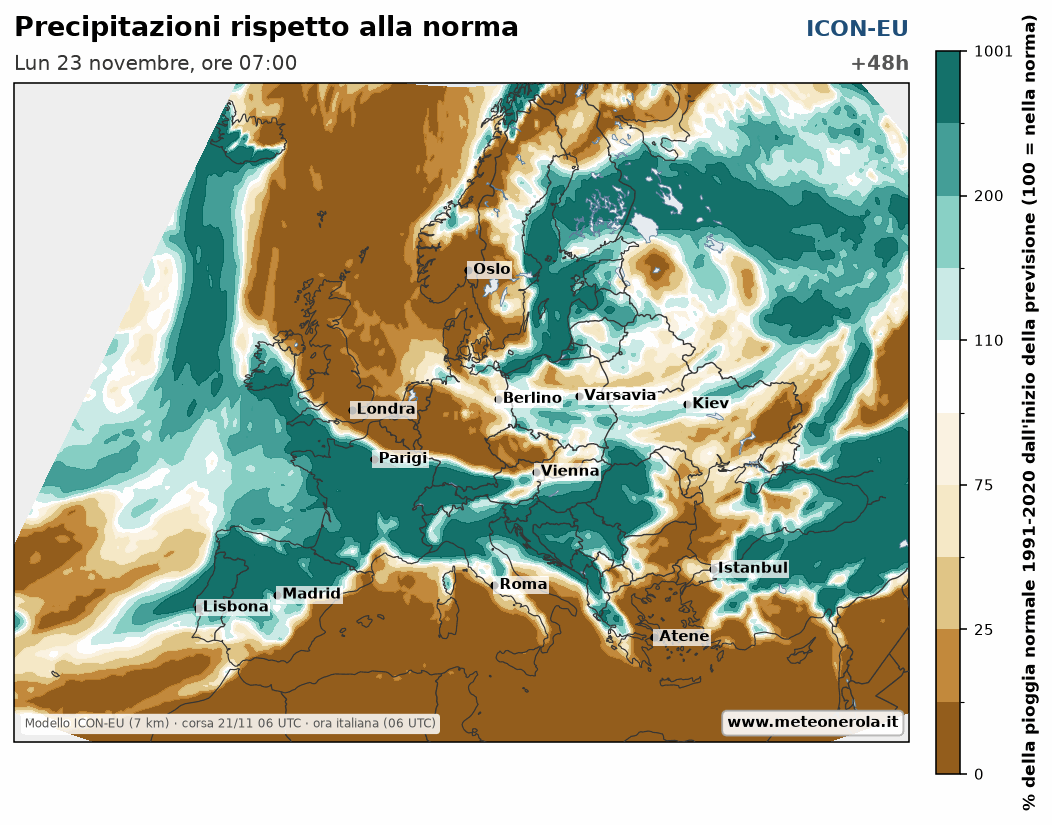 Precipitazioni rispetto alla norma
ICON-EU
Lun 23 novembre, ore 07:00
+48h
Oslo
Londra
Berlino
Varsavia
Kiev
Parigi
Vienna
Istanbul
Roma
Madrid
Lisbona
Atene
Modello ICON-EU (7 km) · corsa 21/11 06 UTC · ora italiana (06 UTC)
www.meteonerola.it
1001
200
110
75
25
0
% della pioggia normale 1991-2020 dall'inizio della previsione (100 = nella norma)